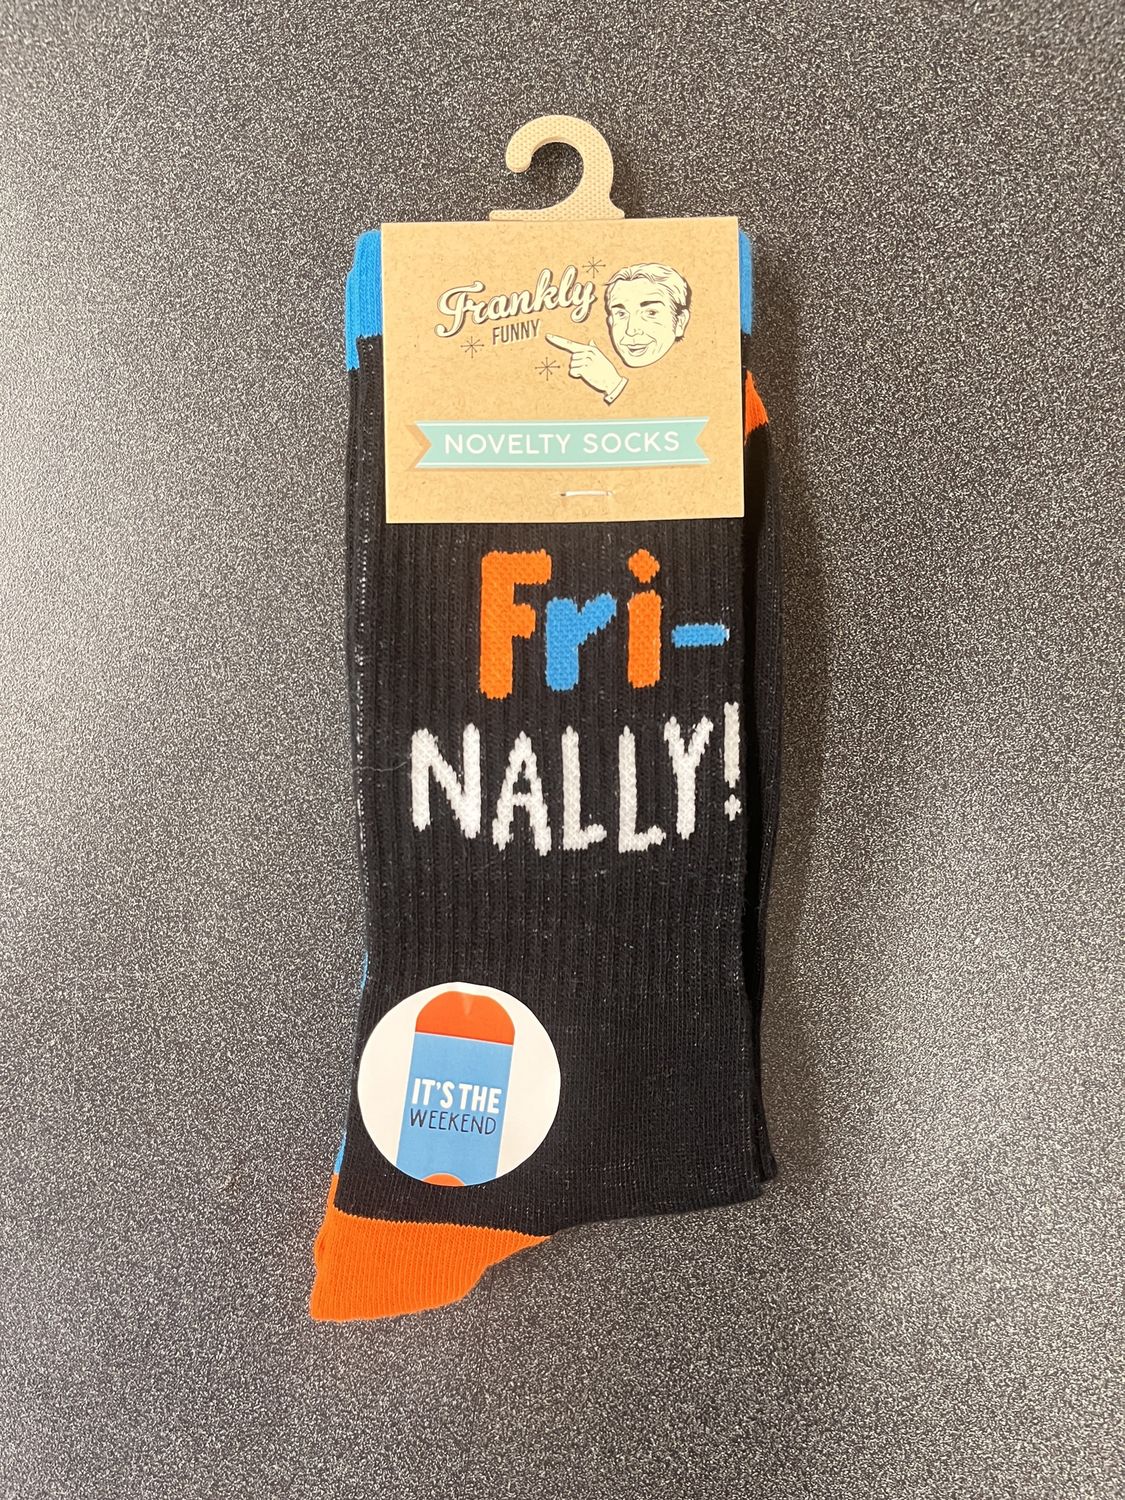 Frankly
FUNNY
NOVELTY SOCKS
Fri-
NALLY!
IT'S THE
WEEKEND